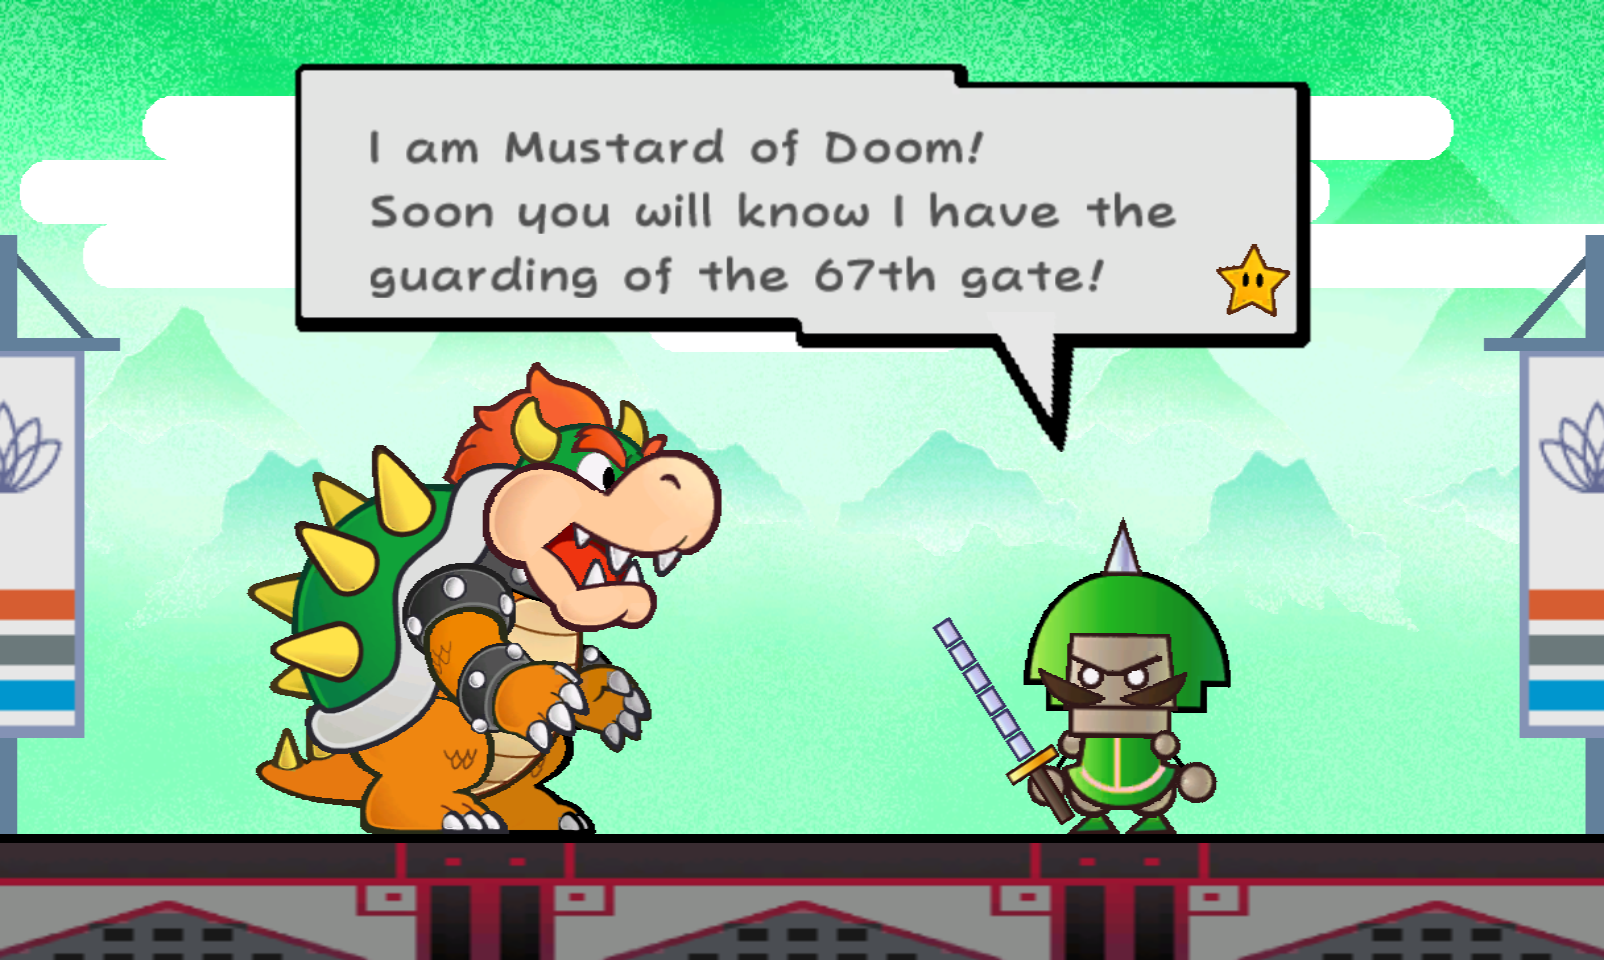 I am Mustard of Doom!
Soon you will know I have the
guarding of the 67th gate!